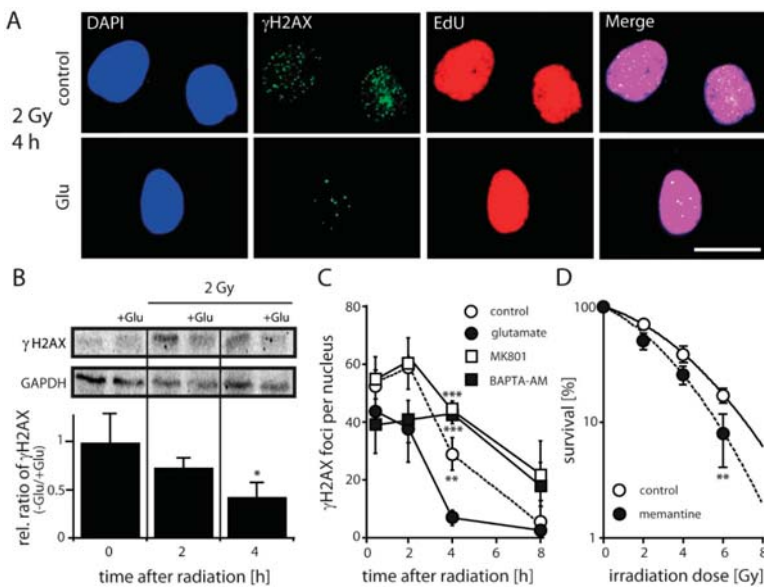 A
DAPI γH2AX EdU Merge
control
2 Gy
4 h
Glu
B
2 Gy
+Glu +Glu +Glu
γ H2AX
GAPDH
rel. ratio of γH2AX
(-Glu/+Glu)
1
0.5
0
*
0 2 4
time after radiation [h]
C
γH2AX foci per nucleus
80
60
40
20
0
control
glutamate
MK801
BAPTA-AM
***
***
**
0 2 4 6 8
time after radiation [h]
D
survival [%]
100
10
1
**
control
memantine
0 2 4 6 8
irradiation dose [Gy]